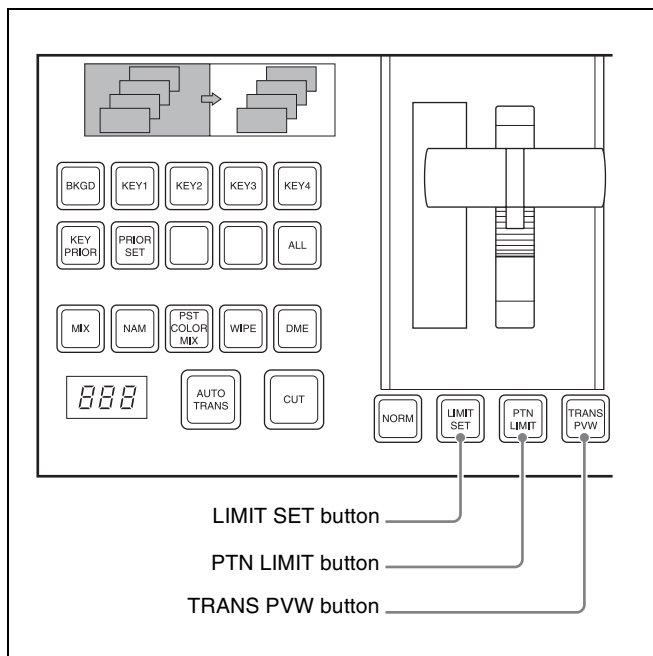 BKGD KEY1 KEY2 KEY3 KEY4
KEY PRIOR
PRIOR SET
ALL
MIX NAM
PST COLOR MIX
WIPE DME
888
AUTO TRANS
CUT
NORM
LIMIT SET
PTN LIMIT
TRANS PVW
LIMIT SET button
PTN LIMIT button
TRANS PVW button